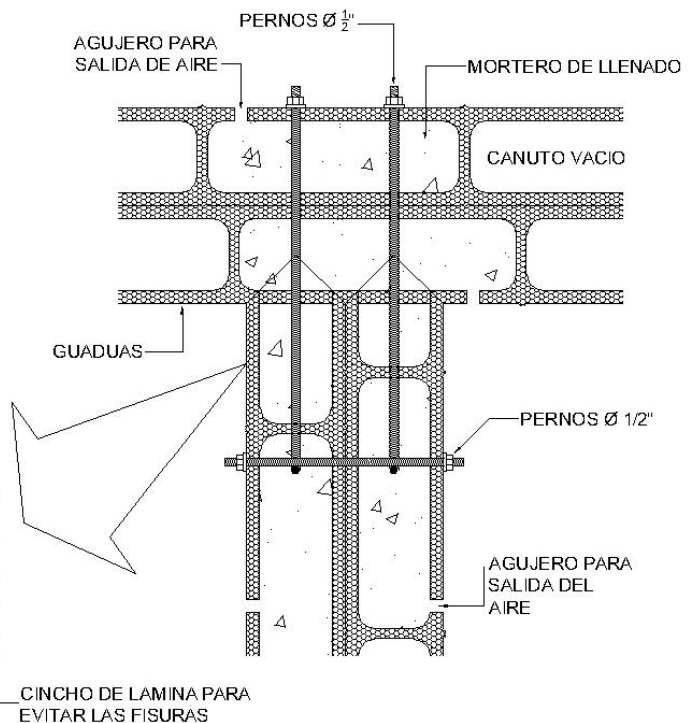 PERNOS Ø ½"
AGUJERO PARA
SALIDA DE AIRE
MORTERO DE LLENADO
CANUTO VACIO
GUADUAS
PERNOS Ø 1/2"
AGUJERO PARA
SALIDA DEL
AIRE
CINCHO DE LAMINA PARA
EVITAR LAS FISURAS